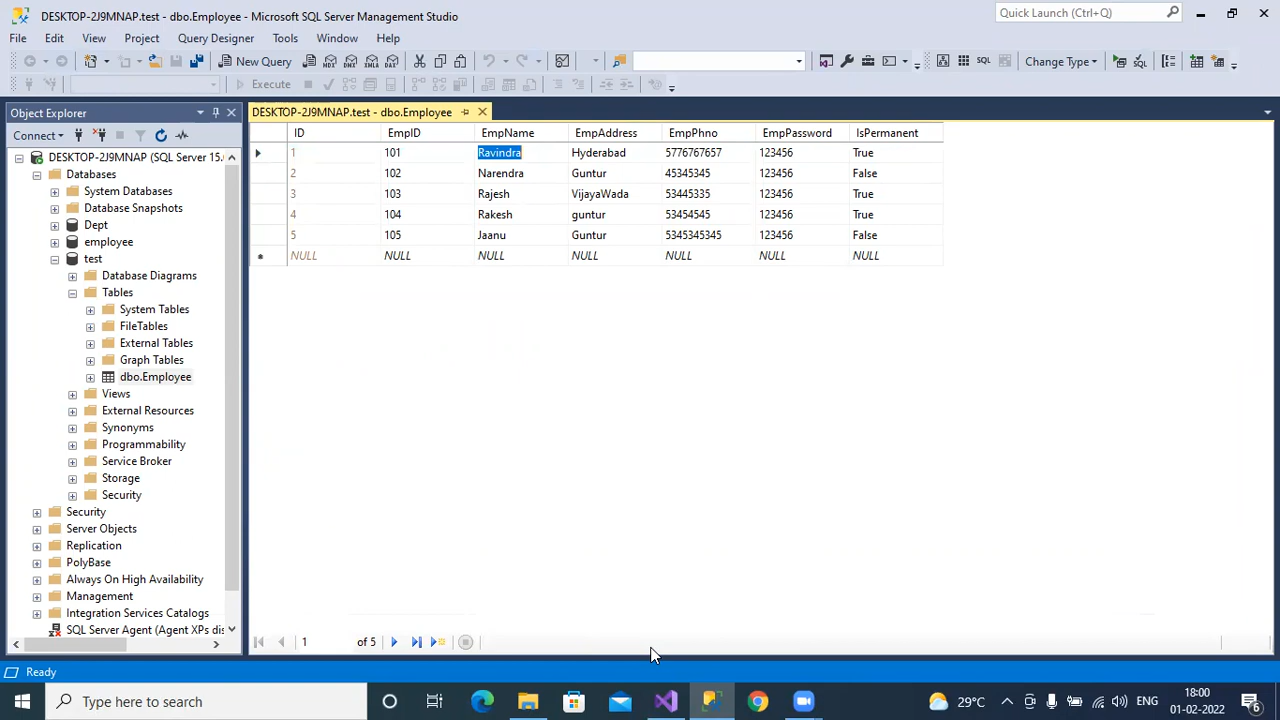 DESKTOP-2J9MNAP.test - dbo.Employee - Microsoft SQL Server Management Studio
Quick Launch (Ctrl+Q)
File Edit View Project Query Designer Tools Window Help
New Query
Execute
Change Type
Object Explorer
Connect
DESKTOP-2J9MNAP (SQL Server 15.
Databases
System Databases
Database Snapshots
Dept
employee
test
Database Diagrams
Tables
System Tables
FileTables
External Tables
Graph Tables
dbo.Employee
Views
External Resources
Synonyms
Programmability
Service Broker
Storage
Security
Security
Server Objects
Replication
PolyBase
Always On High Availability
Management
Integration Services Catalogs
SQL Server Agent (Agent XPs dis
DESKTOP-2J9MNAP.test - dbo.Employee
ID EmpID EmpName EmpAddress EmpPhno EmpPassword IsPermanent
1 101 Ravindra Hyderabad 5776767657 123456 True
2 102 Narendra Guntur 45345345 123456 False
3 103 Rajesh VijayaWada 53445335 123456 True
4 104 Rakesh guntur 53454545 123456 True
5 105 Jaanu Guntur 5345345345 123456 False
NULL NULL NULL NULL NULL NULL NULL
1 of 5
Ready
Type here to search
29°C
ENG
18:00
01-02-2022
6